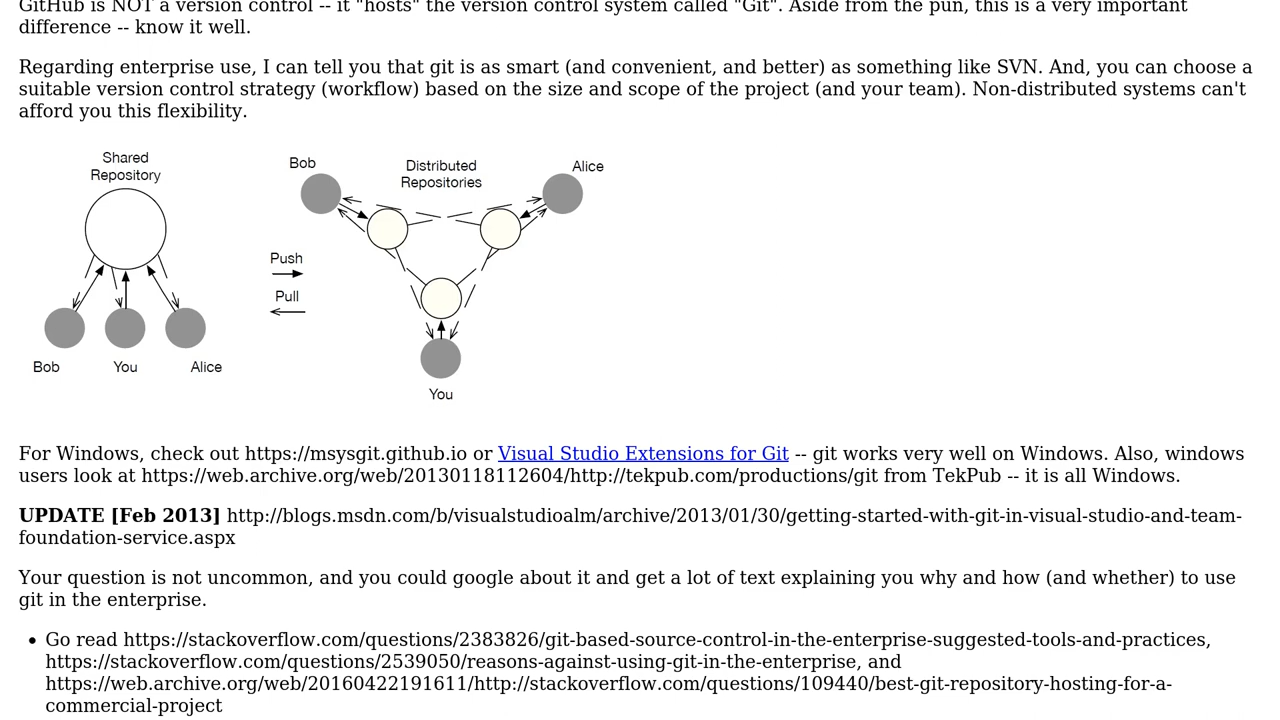 GitHub is NOT a version control -- it "hosts" the version control system called "Git". Aside from the pun, this is a very important
difference -- know it well.
Regarding enterprise use, I can tell you that git is as smart (and convenient, and better) as something like SVN. And, you can choose a
suitable version control strategy (workflow) based on the size and scope of the project (and your team). Non-distributed systems can't
afford you this flexibility.
Shared
Repository
Bob
You
Alice
Push
Pull
Bob
Distributed
Repositories
Alice
You
For Windows, check out https://msysgit.github.io or Visual Studio Extensions for Git -- git works very well on Windows. Also, windows
users look at https://web.archive.org/web/20130118112604/http://tekpub.com/productions/git from TekPub -- it is all Windows.
UPDATE [Feb 2013] http://blogs.msdn.com/b/visualstudioalm/archive/2013/01/30/getting-started-with-git-in-visual-studio-and-team-
foundation-service.aspx
Your question is not uncommon, and you could google about it and get a lot of text explaining you why and how (and whether) to use
git in the enterprise.
• Go read https://stackoverflow.com/questions/2383826/git-based-source-control-in-the-enterprise-suggested-tools-and-practices,
https://stackoverflow.com/questions/2539050/reasons-against-using-git-in-the-enterprise, and
https://web.archive.org/web/20160422191611/http://stackoverflow.com/questions/109440/best-git-repository-hosting-for-a-
commercial-project